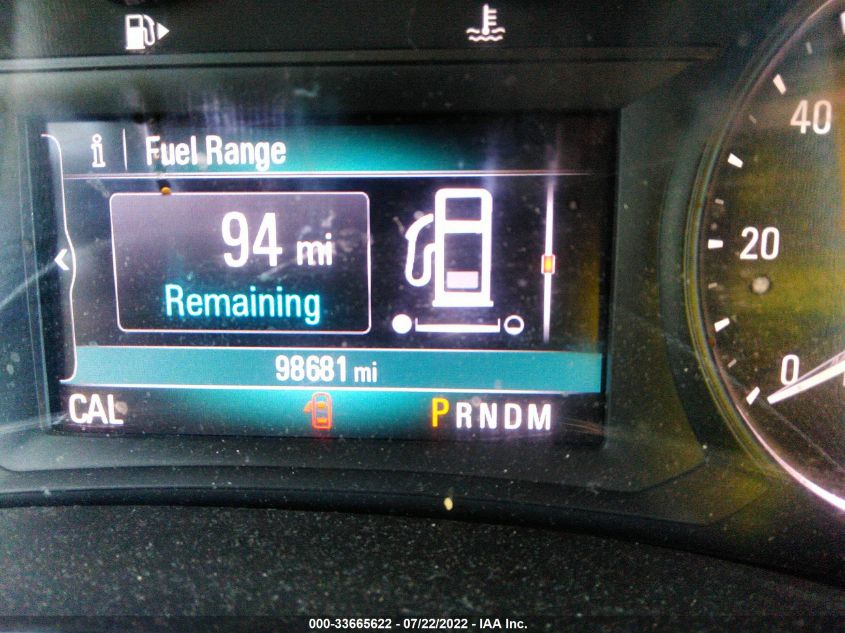 Fuel Range
94 mi
Remaining
98681 mi
CAL
PRNDM
40
20
0
000-33665622 - 07/22/2022 - IAA Inc.